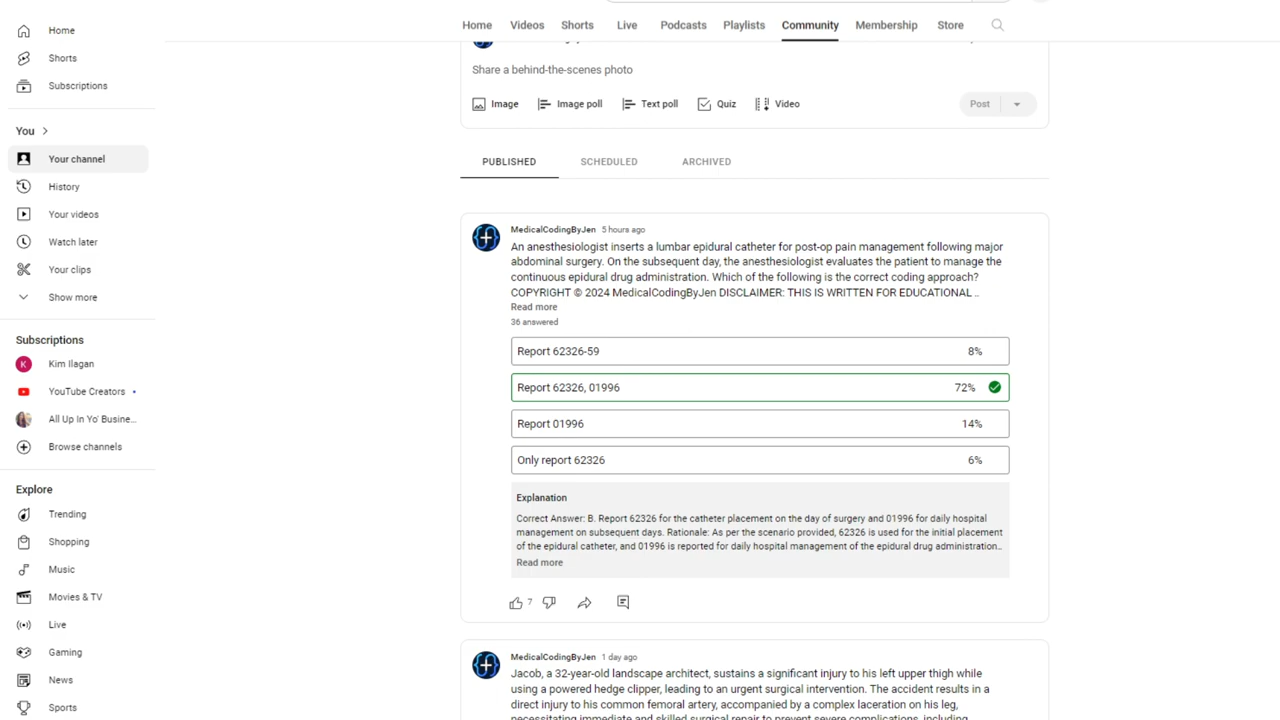 Home Videos Shorts Live Podcasts Playlists Community Membership Store
Home
Shorts
Subscriptions
You
Your channel
History
Your videos
Watch later
Your clips
Show more
Subscriptions
K Kim Ilagan
YouTube Creators
All Up In Yo' Busine...
Browse channels
Explore
Trending
Shopping
Music
Movies & TV
Live
Gaming
News
Sports
Share a behind-the-scenes photo
Image Image poll Text poll Quiz Video Post
PUBLISHED SCHEDULED ARCHIVED
MedicalCodingByJen 5 hours ago
An anesthesiologist inserts a lumbar epidural catheter for post-op pain management following major
abdominal surgery. On the subsequent day, the anesthesiologist evaluates the patient to manage the
continuous epidural drug administration. Which of the following is the correct coding approach?
COPYRIGHT © 2024 MedicalCodingByJen DISCLAIMER: THIS IS WRITTEN FOR EDUCATIONAL ..
Read more
36 answered
Report 62326-59 8%
Report 62326, 01996 72%
Report 01996 14%
Only report 62326 6%
Explanation
Correct Answer: B. Report 62326 for the catheter placement on the day of surgery and 01996 for daily hospital
management on subsequent days. Rationale: As per the scenario provided, 62326 is used for the initial placement
of the epidural catheter, and 01996 is reported for daily hospital management of the epidural drug administration..
Read more
7
MedicalCodingByJen 1 day ago
Jacob, a 32-year-old landscape architect, sustains a significant injury to his left upper thigh while
using a powered hedge clipper, leading to an urgent surgical intervention. The accident results in a
direct injury to his common femoral artery, accompanied by a complex laceration on his leg,
necessitating immediate and skilled surgical repair to prevent severe complications, including